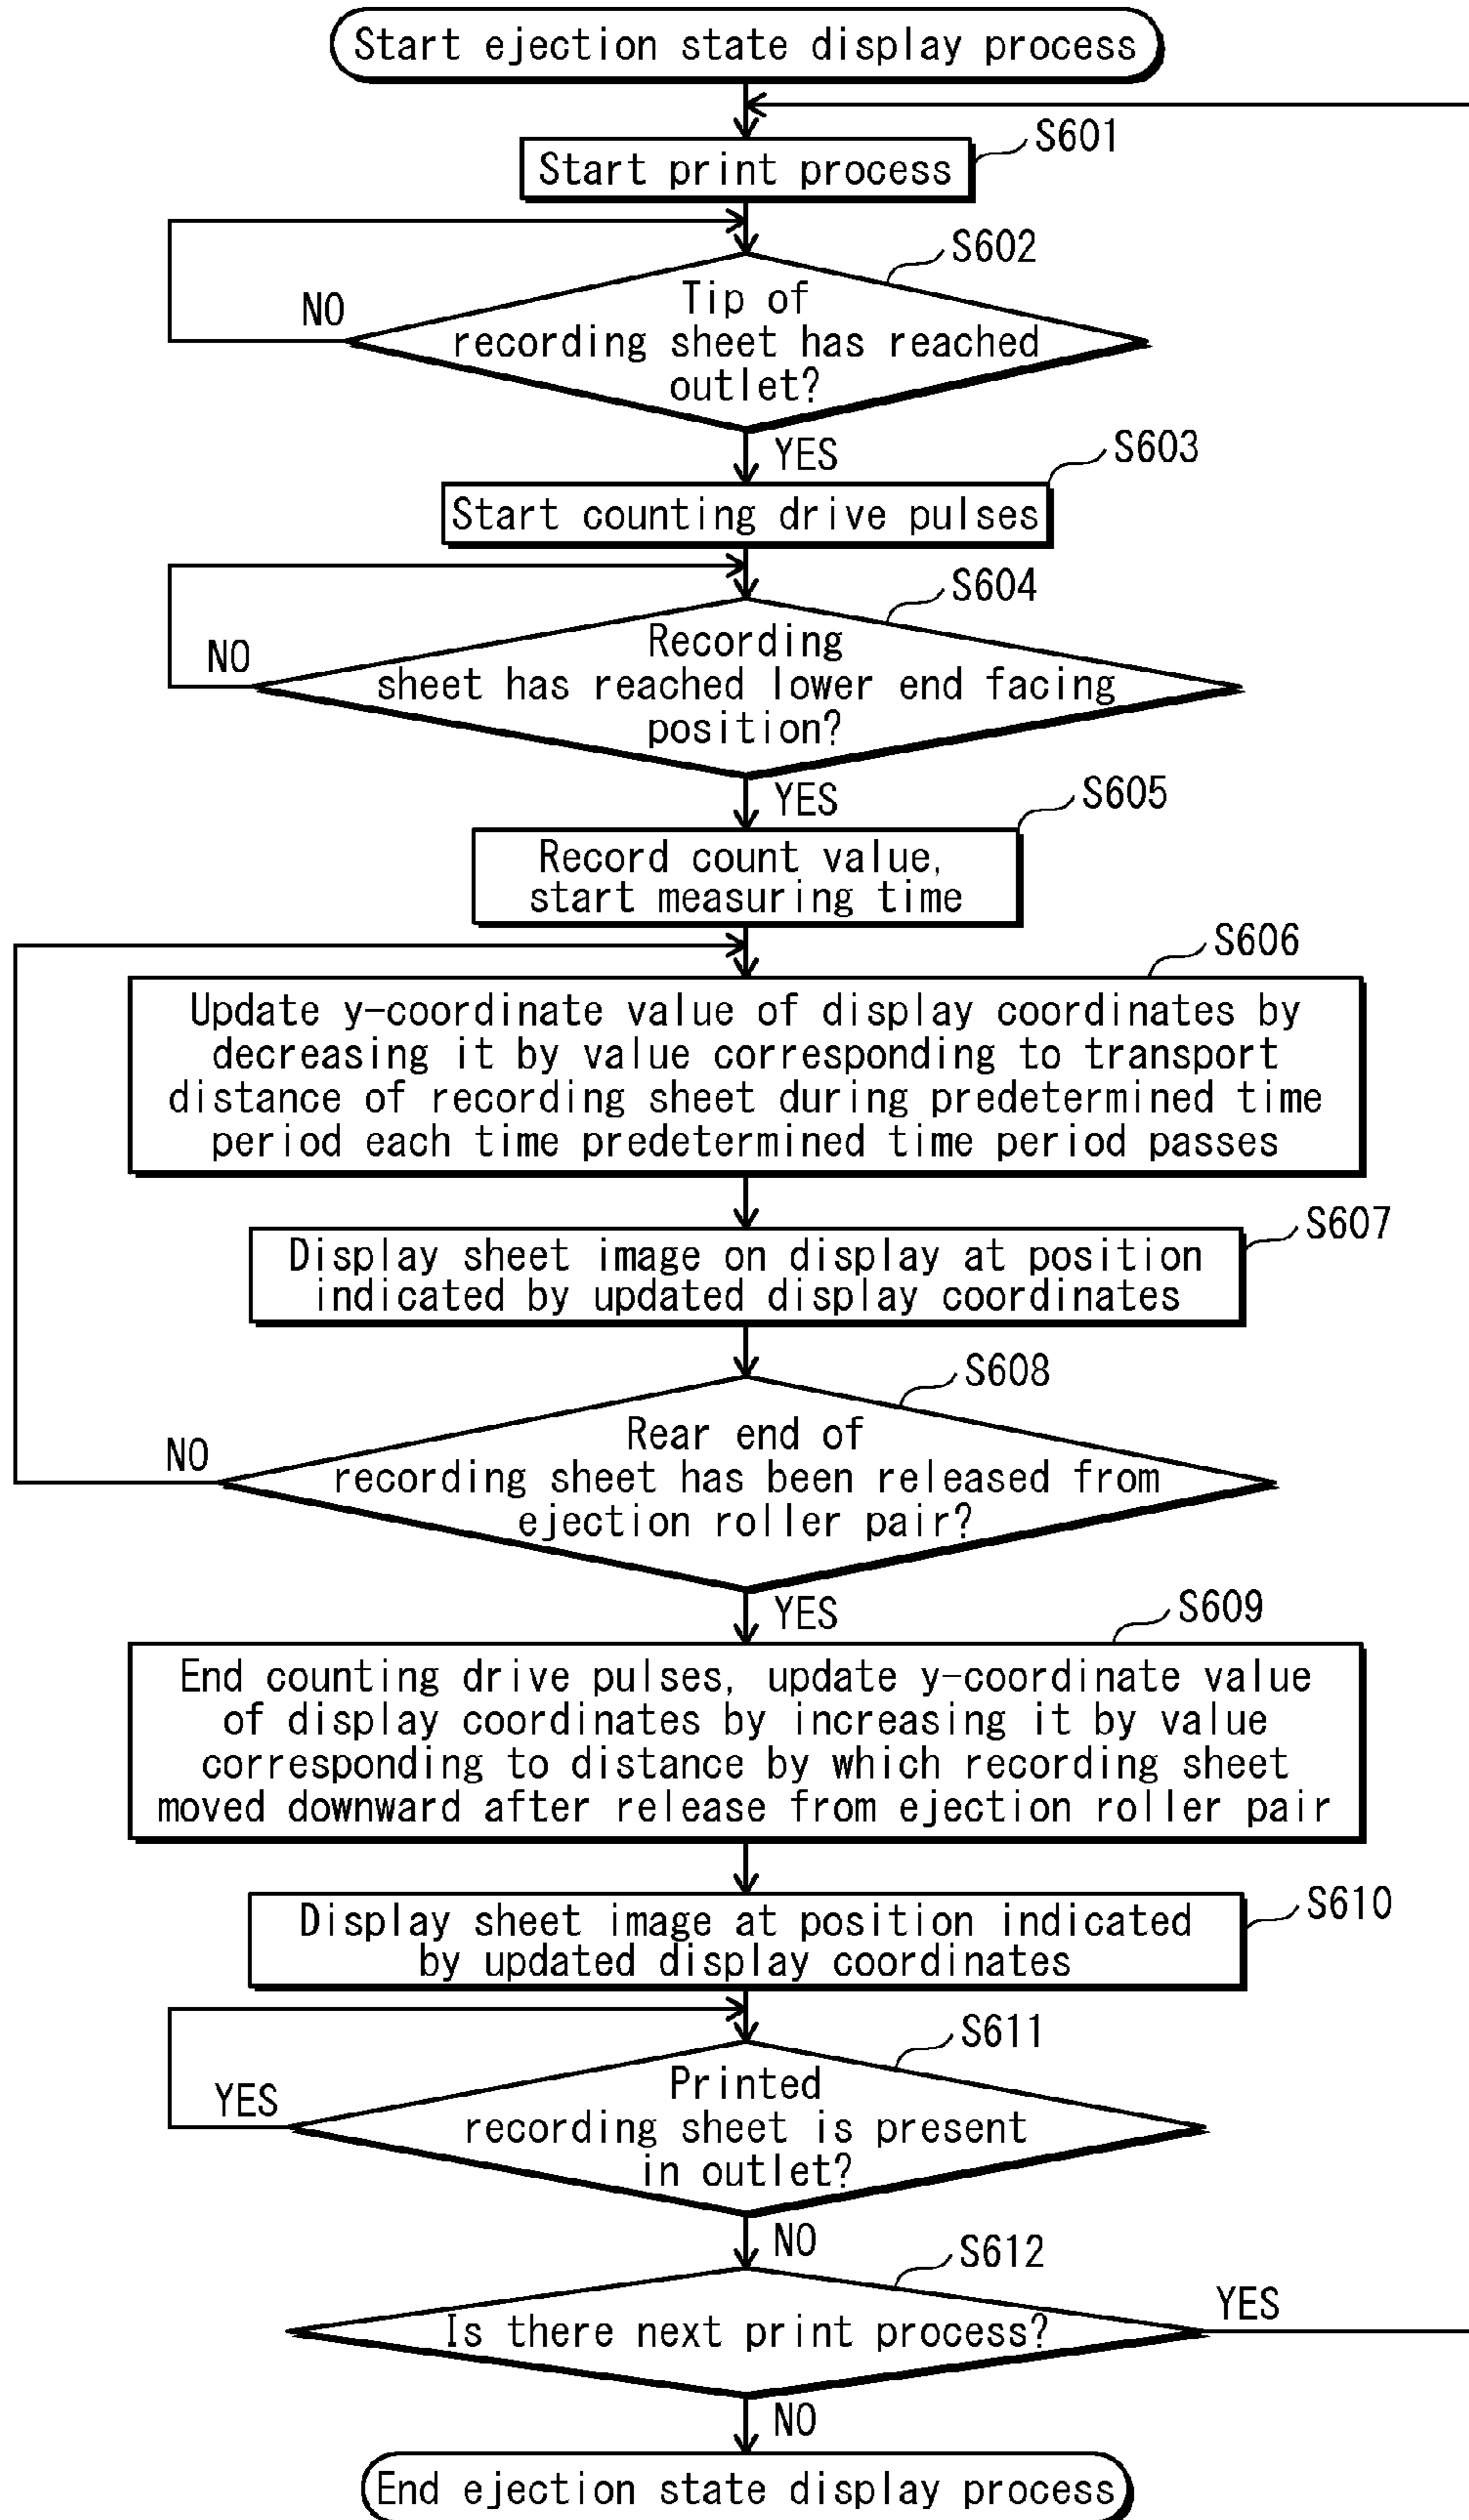 Start ejection state display process
S601
Start print process
S602
NO
Tip of
recording sheet has reached
outlet?
YES
S603
Start counting drive pulses
S604
NO
Recording
sheet has reached lower end facing
position?
YES
S605
Record count value,
start measuring time
S606
Update y-coordinate value of display coordinates by
decreasing it by value corresponding to transport
distance of recording sheet during predetermined time
period each time predetermined time period passes
S607
Display sheet image on display at position
indicated by updated display coordinates
S608
NO
Rear end of
recording sheet has been released from
ejection roller pair?
YES
S609
End counting drive pulses, update y-coordinate value
of display coordinates by increasing it by value
corresponding to distance by which recording sheet
moved downward after release from ejection roller pair
S610
Display sheet image at position indicated
by updated display coordinates
S611
YES
Printed
recording sheet is present
in outlet?
NO
S612
YES
Is there next print process?
NO
End ejection state display process